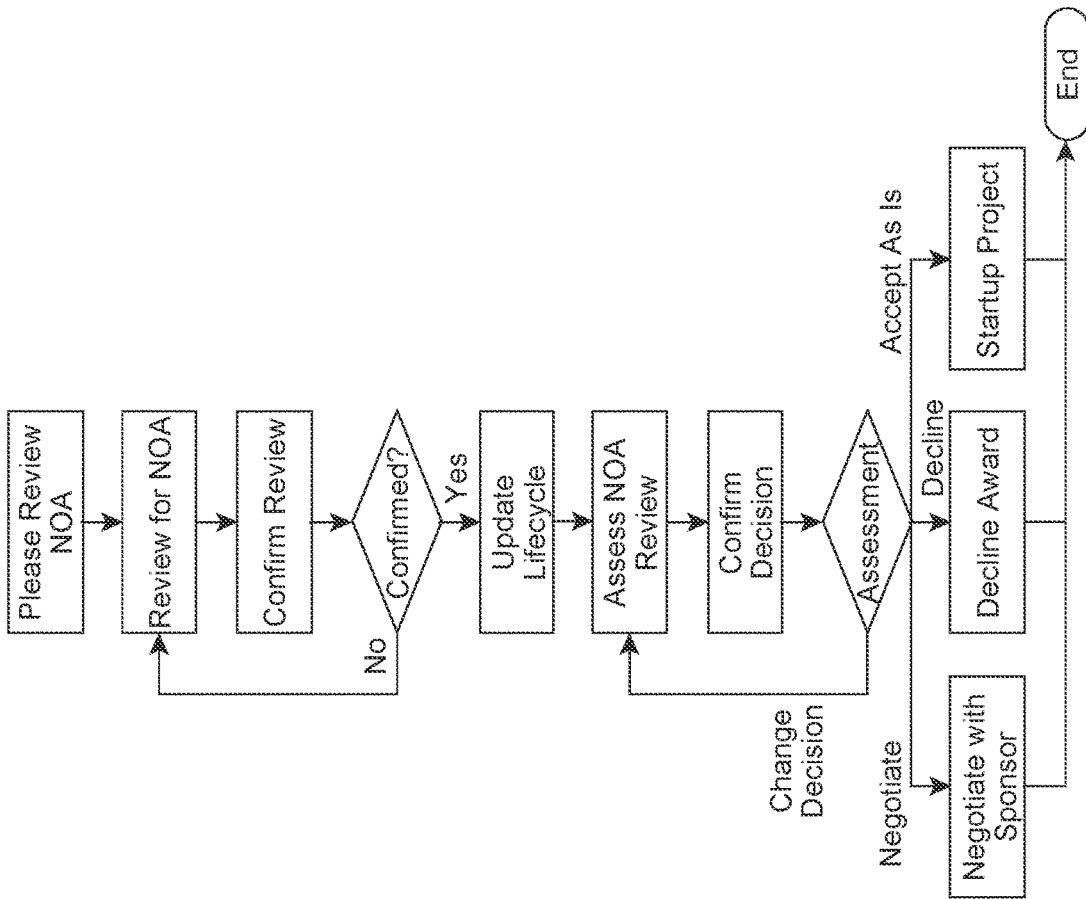 Please Review
NOA
Review for NOA
Confirm Review
Confirmed?
No
Yes
Update
Lifecycle
Assess NOA
Review
Confirm
Decision
Assessment
Change
Decision
Negotiate
Decline
Accept As Is
Negotiate with
Sponsor
Decline Award
Startup Project
End